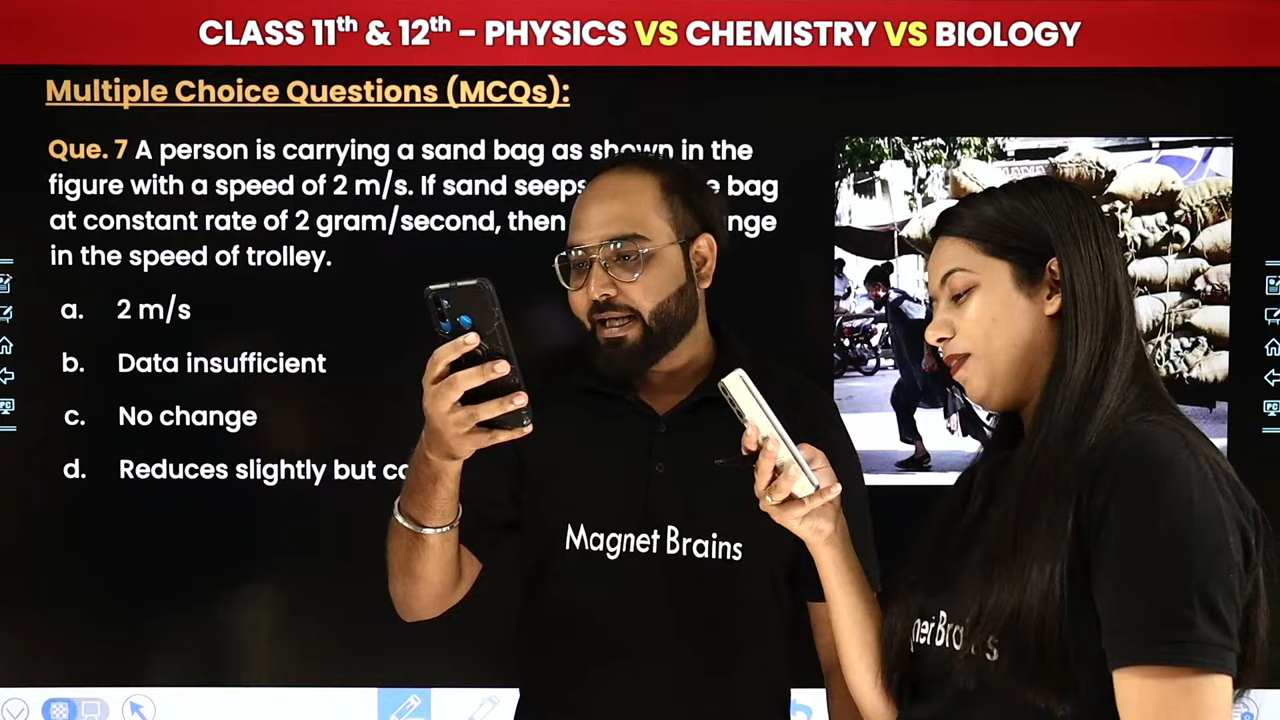 CLASS 11th & 12th – PHYSICS VS CHEMISTRY VS BIOLOGY
Multiple Choice Questions (MCQs):
Que. 7 A person is carrying a sand bag as shown in the
figure with a speed of 2 m/s. If sand seeps bag
at constant rate of 2 gram/second, then
in the speed of trolley.
a. 2 m/s
b. Data insufficient
c. No change
d. Reduces slightly but
Magnet Brains